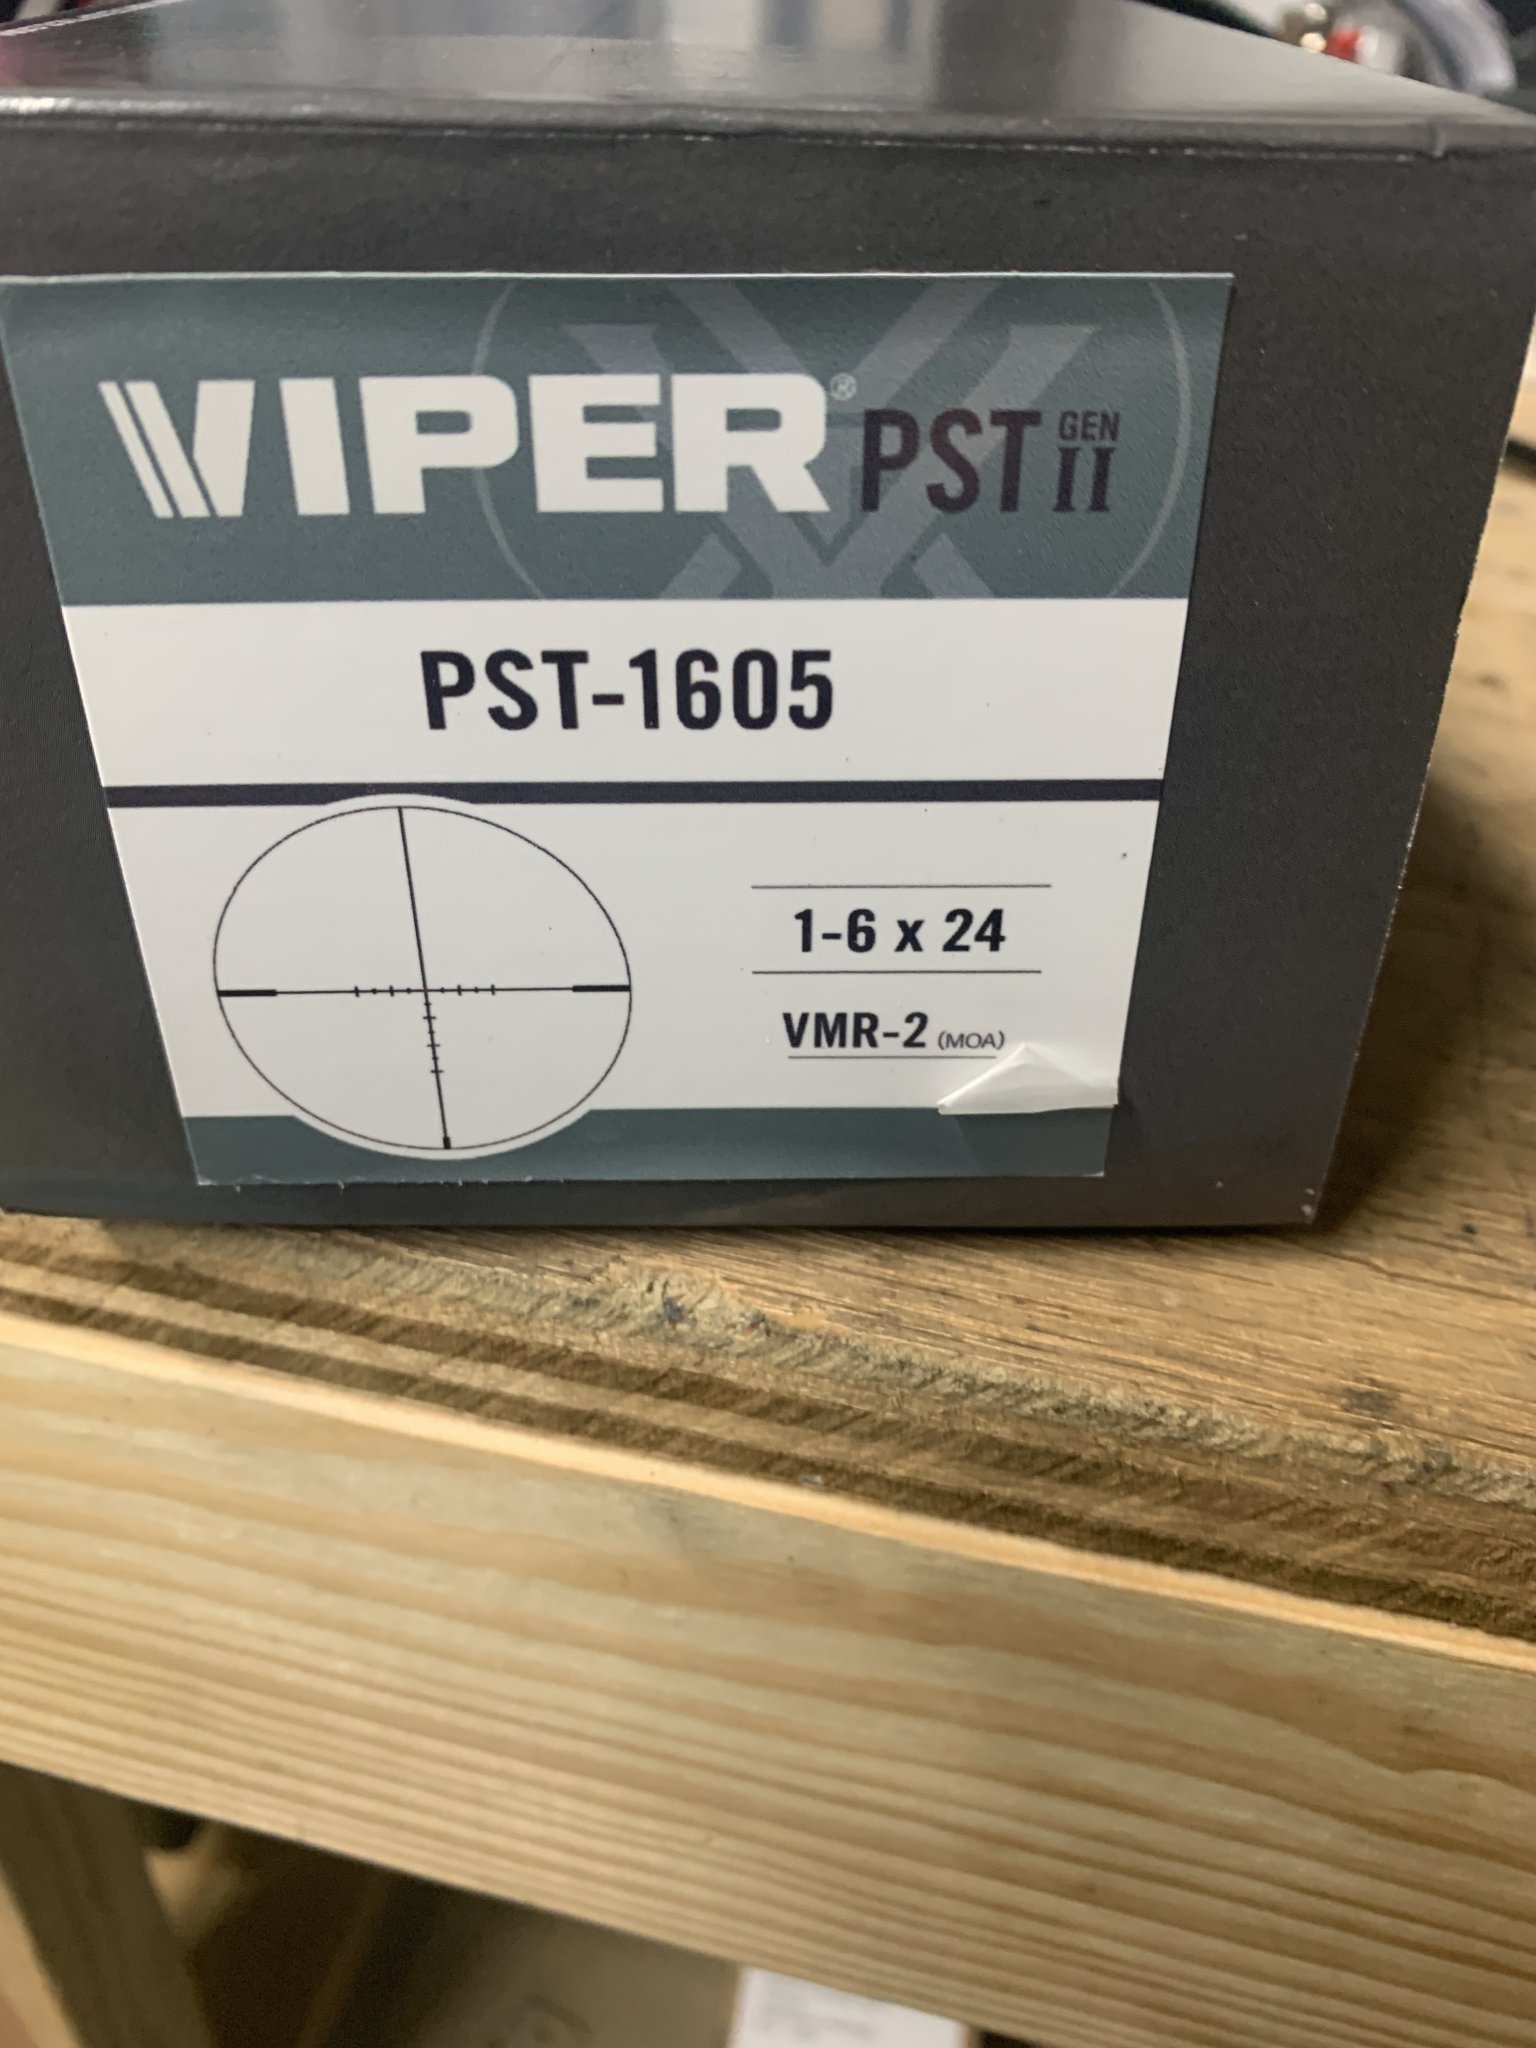 VIPER® PST GEN II
PST-1605
1-6 x 24
VMR-2 (MOA)